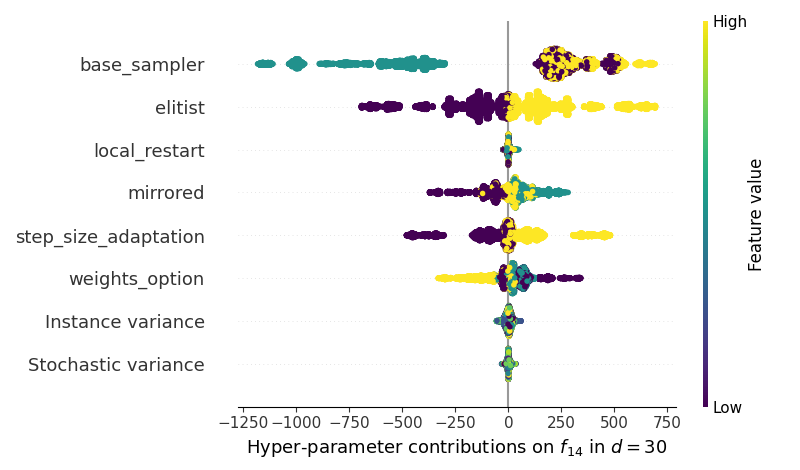 High
base_sampler
elitist
local_restart
mirrored
step_size_adaptation
weights_option
Instance variance
Stochastic variance
Feature value
Low
−1250 −1000 −750 −500 −250 0 250 500 750
Hyper-parameter contributions on f14 in d = 30